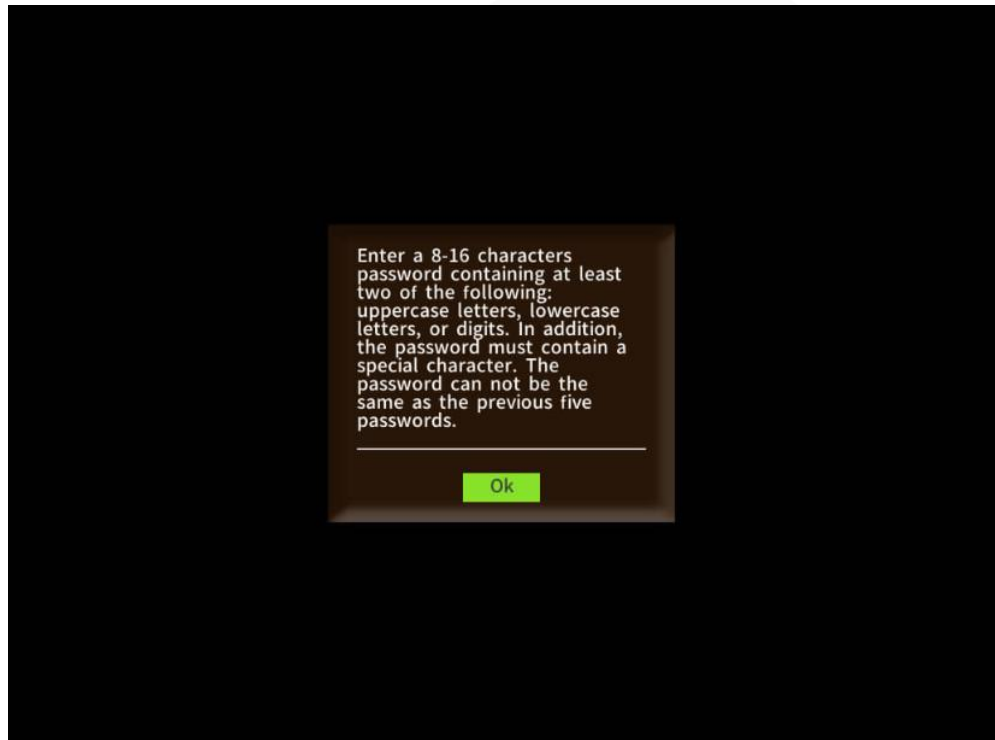 Enter a 8-16 characters
password containing at least
two of the following:
uppercase letters, lowercase
letters, or digits. In addition,
the password must contain a
special character. The
password can not be the
same as the previous five
passwords.
Ok